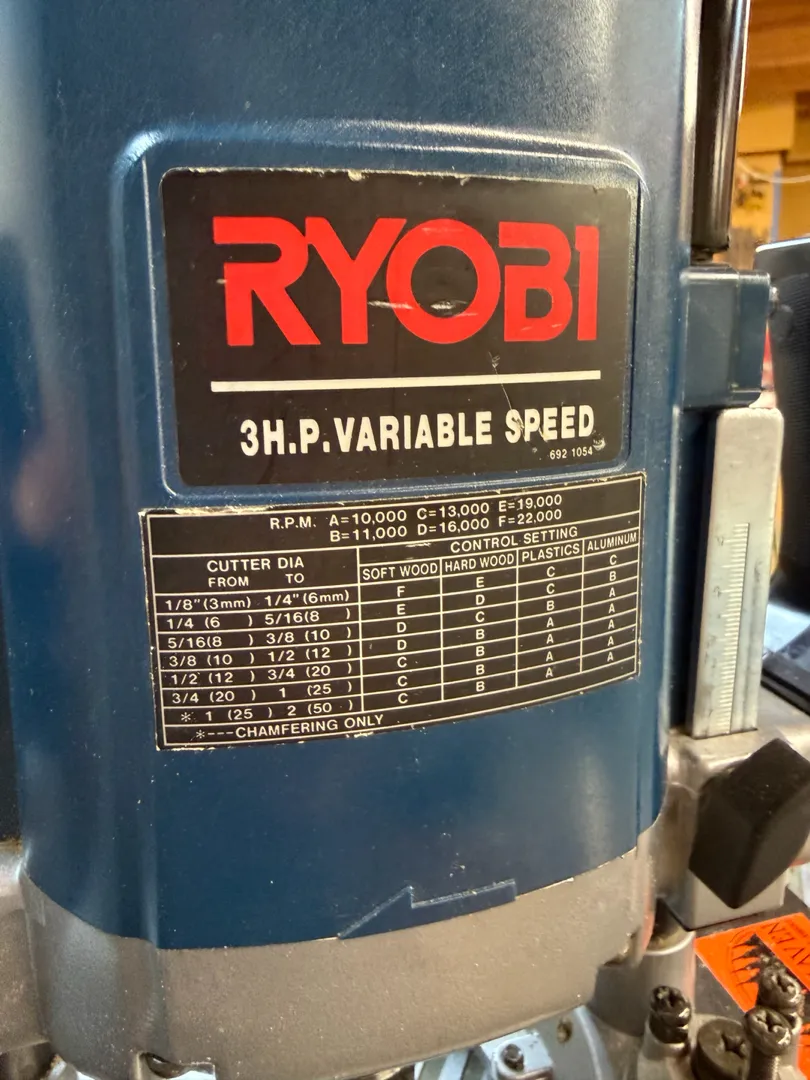 RYOBI
3H.P. VARIABLE SPEED
692 1054
R.P.M. A=10,000 C=13,000 E=19,000
B=11,000 D=16,000 F=22,000
CUTTER DIA CONTROL SETTING
FROM TO SOFT WOOD HARD WOOD PLASTICS ALUMINUM
1/8"(3mm) 1/4"(6mm) F E C C
1/4 (6 ) 5/16(8 ) E D C B
5/16(8 ) 3/8 (10 ) D C B A
3/8 (10 ) 1/2 (12 ) D B A A
1/2 (12 ) 3/4 (20 ) C B A A
3/4 (20 ) 1 (25 ) C B A A
* 1 (25 ) 2 (50 ) C B A A
*---CHAMFERING ONLY